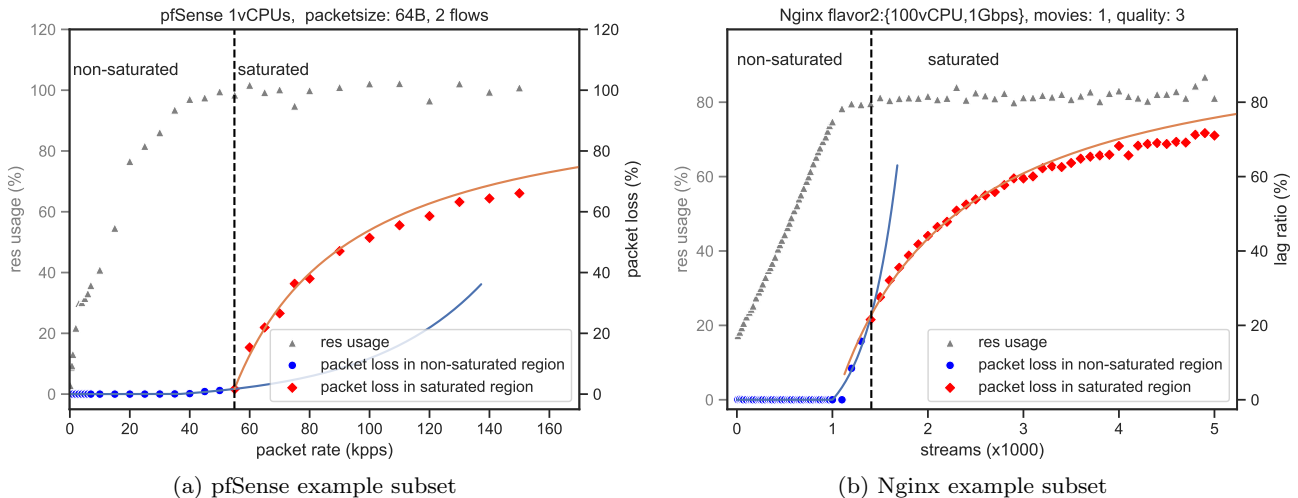 pfSense 1vCPUs, packetsize: 64B, 2 flows
120
100
80
60
40
20
0
res usage (%)
non-saturated
saturated
120
100
80
60
40
20
0
packet loss (%)
res usage
packet loss in non-saturated region
packet loss in saturated region
0 20 40 60 80 100 120 140 160
packet rate (kpps)
(a) pfSense example subset
Nginx flavor2:{100vCPU,1Gbps}, movies: 1, quality: 3
80
60
40
20
0
res usage (%)
non-saturated
saturated
80
60
40
20
0
lag ratio (%)
res usage
packet loss in non-saturated region
packet loss in saturated region
0 1 2 3 4 5
streams (x1000)
(b) Nginx example subset